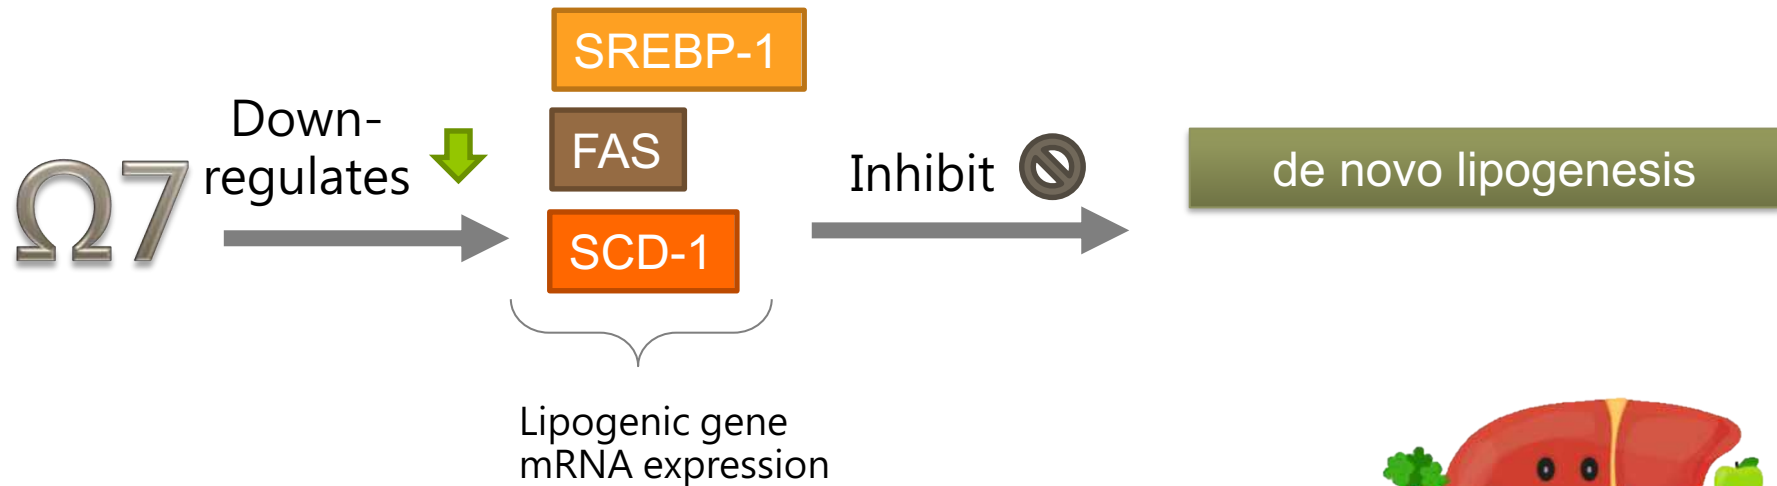 Ω7
Down-
regulates
SREBP-1
FAS
SCD-1
Lipogenic gene
mRNA expression
Inhibit
de novo lipogenesis